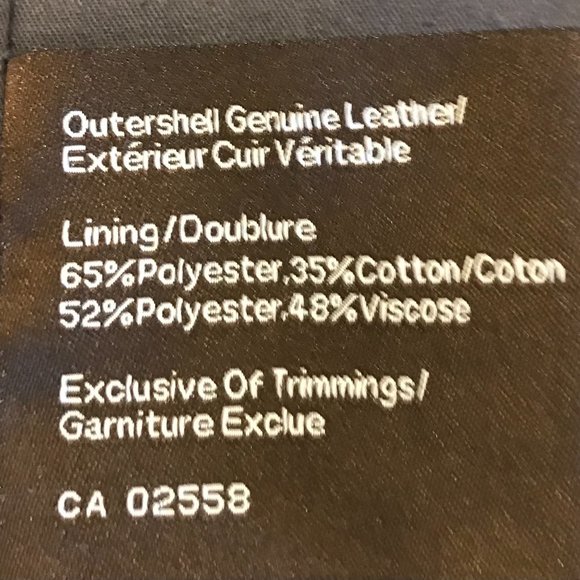 Outershell Genuine Leather/
Extérieur Cuir Véritable
Lining/Doublure
65%Polyester,35%Cotton/Coton
52%Polyester,48%Viscose
Exclusive Of Trimmings/
Garniture Exclue
CA 02558